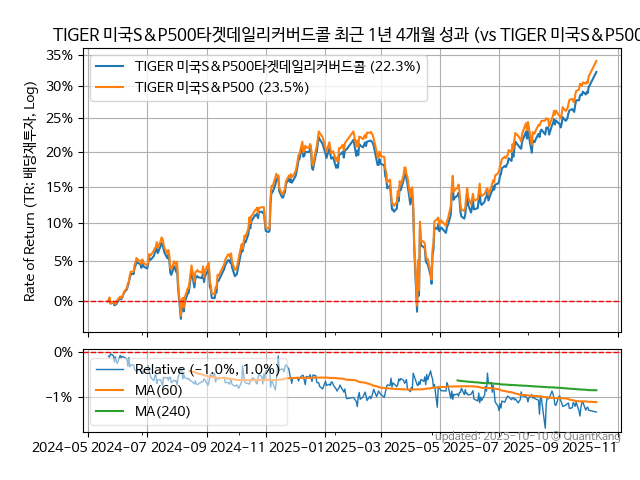 TIGER 미국S&P500타겟데일리커버드콜 최근 1년 4개월 성과 (vs TIGER 미국S&P500
Rate of Return (TR: 배당재투자, Log)
35%
30%
25%
20%
15%
10%
5%
0%
TIGER 미국S&P500타겟데일리커버드콜 (22.3%)
TIGER 미국S&P500 (23.5%)
0%
-1%
Relative (-1.0%, 1.0%)
MA(60)
MA(240)
updated: 2025-10-10 © QuantKang
2024-05 2024-07 2024-09 2024-11 2025-01 2025-03 2025-05 2025-07 2025-09 2025-11